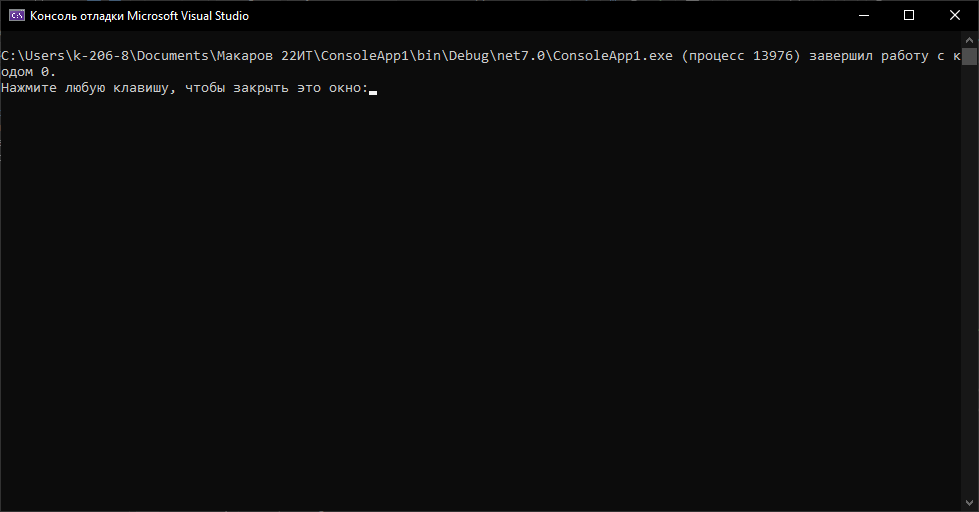 Консоль отладки Microsoft Visual Studio
C:\Users\k-206-8\Documents\Макаров 22ИТ\ConsoleApp1\bin\Debug\net7.0\ConsoleApp1.exe (процесс 13976) завершил работу с к
одом 0.
Нажмите любую клавишу, чтобы закрыть это окно: